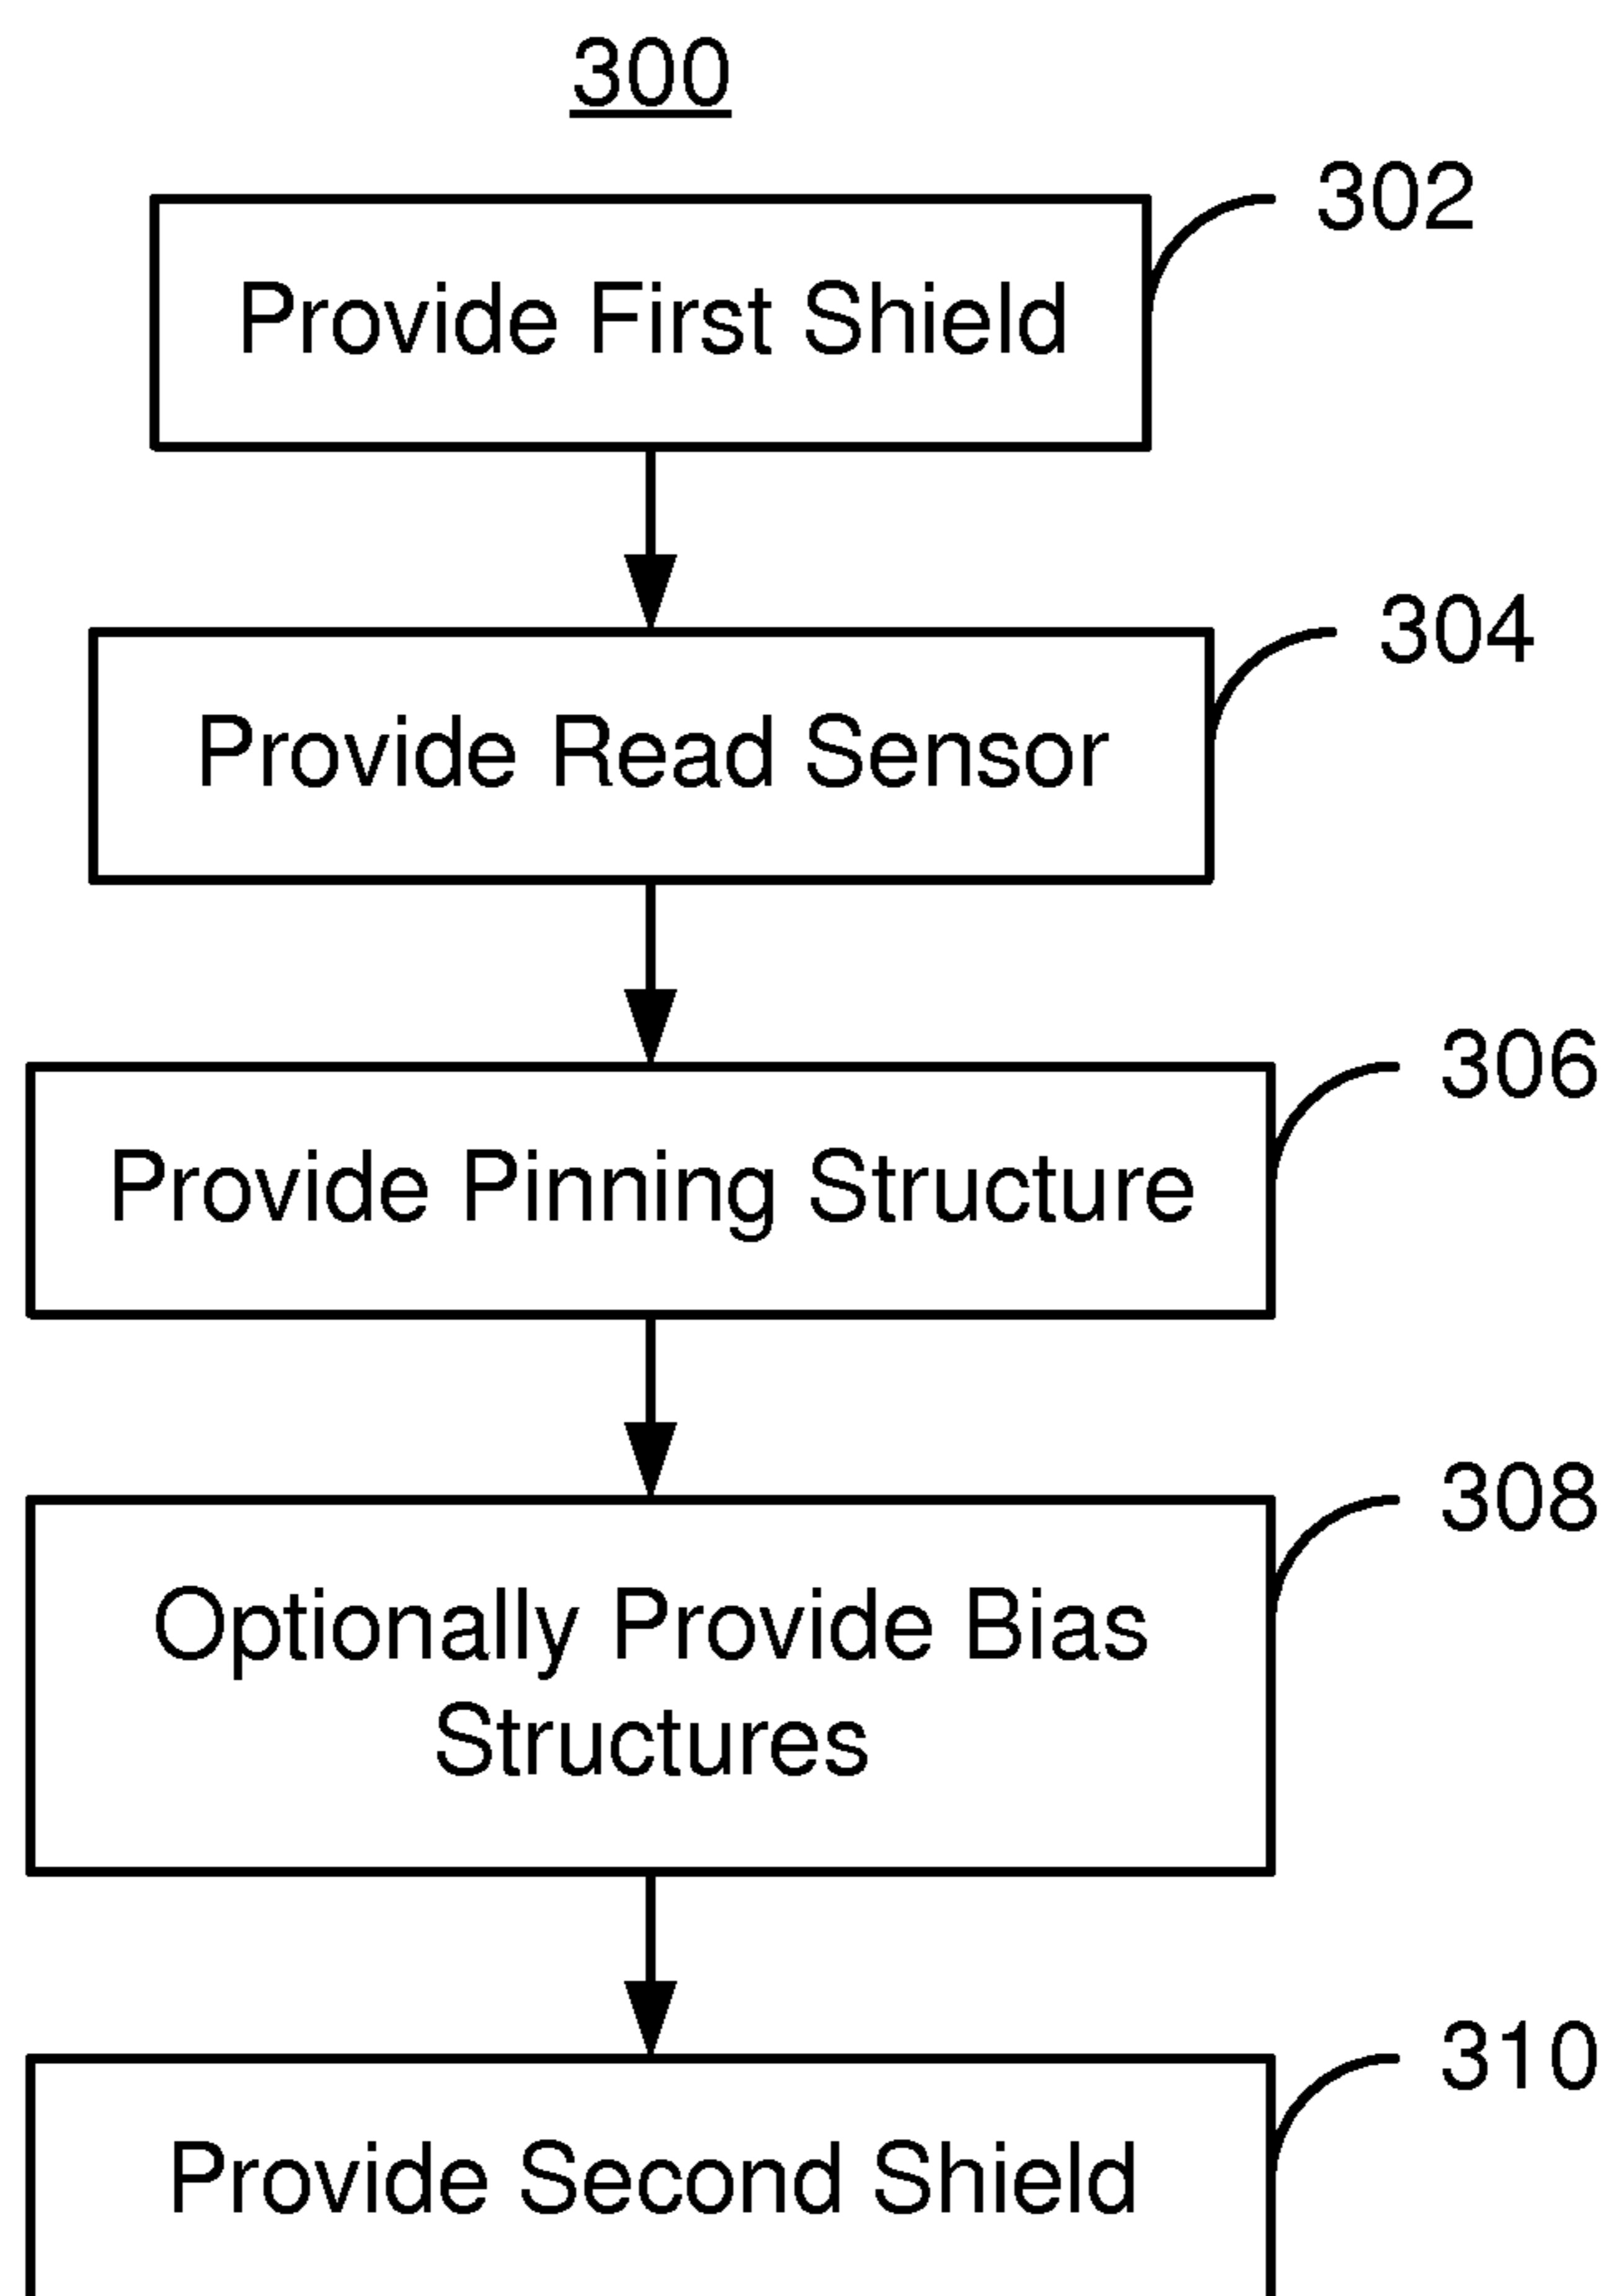 300
302
Provide First Shield
304
Provide Read Sensor
306
Provide Pinning Structure
308
Optionally Provide Bias
Structures
310
Provide Second Shield